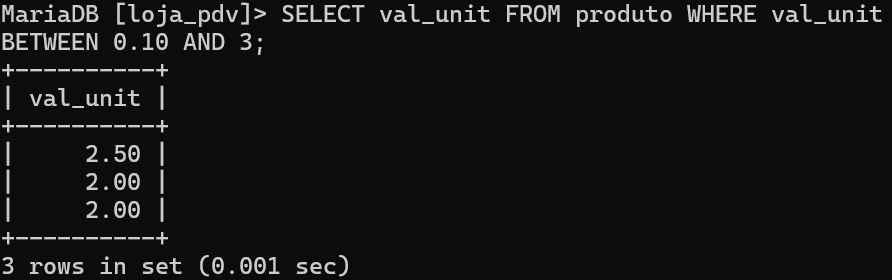 MariaDB [loja_pdv]> SELECT val_unit FROM produto WHERE val_unit
BETWEEN 0.10 AND 3;
+----------+
| val_unit |
+----------+
|     2.50 |
|     2.00 |
|     2.00 |
+----------+
3 rows in set (0.001 sec)